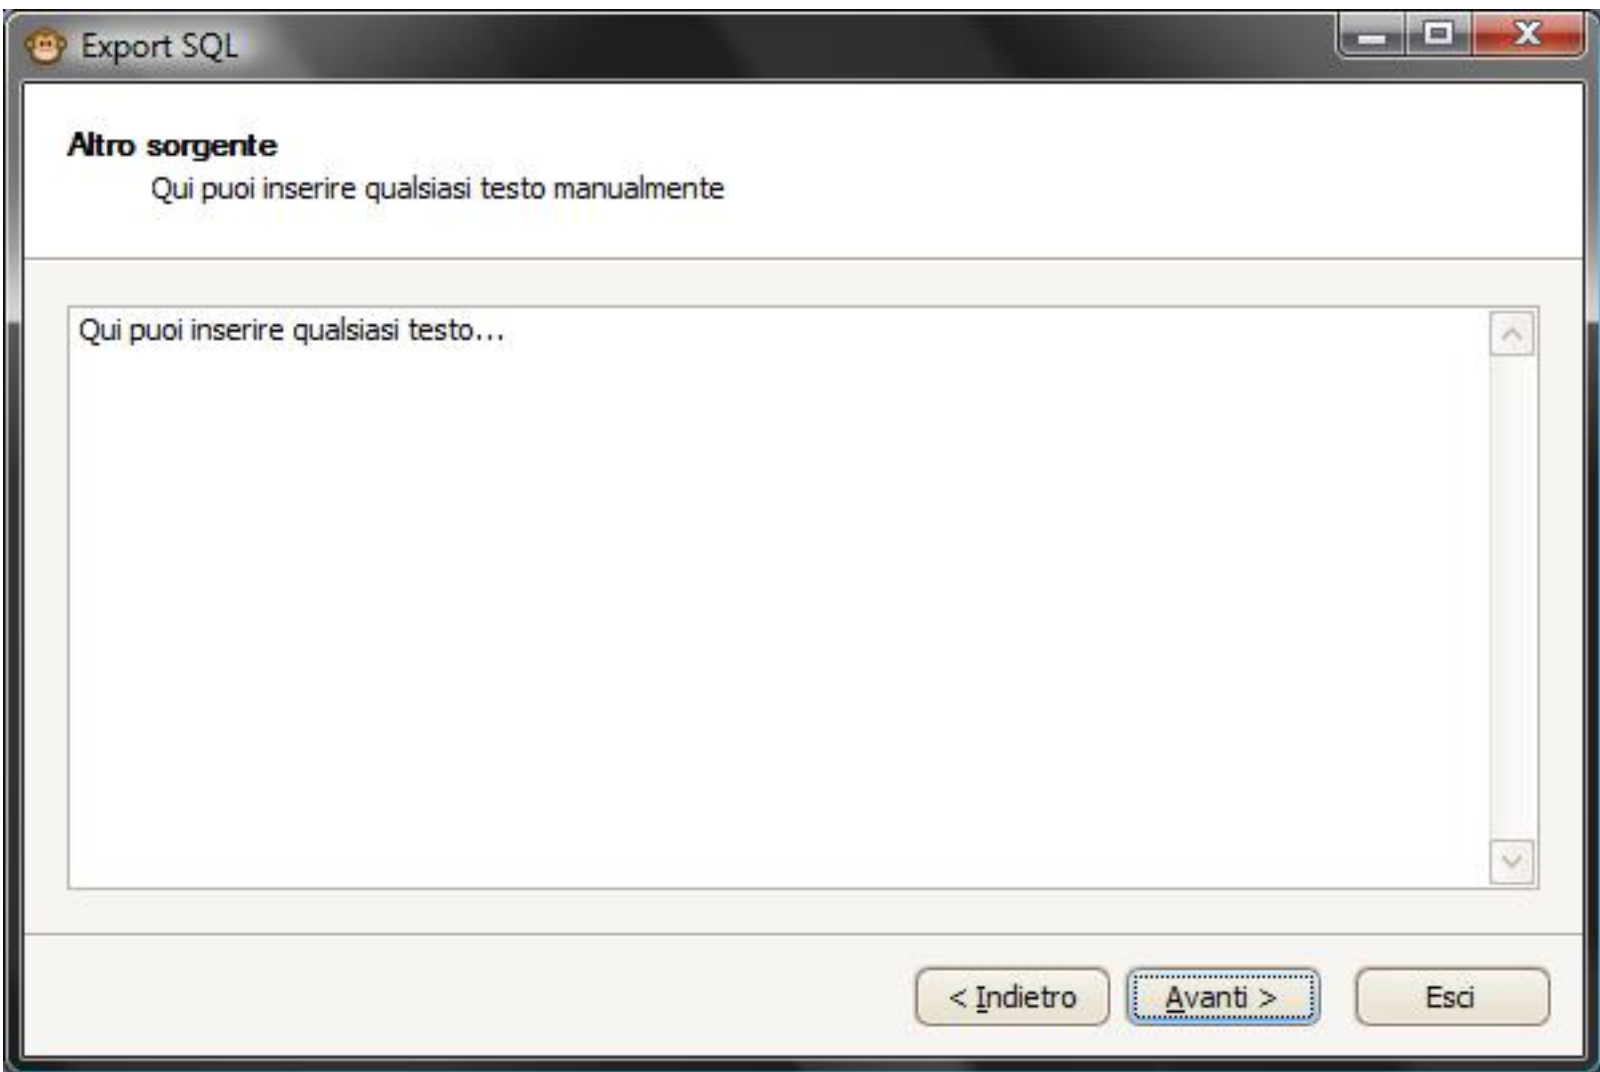 Export SQL
Altro sorgente
Qui puoi inserire qualsiasi testo manualmente
Qui puoi inserire qualsiasi testo...
< Indietro
Avanti >
Esci